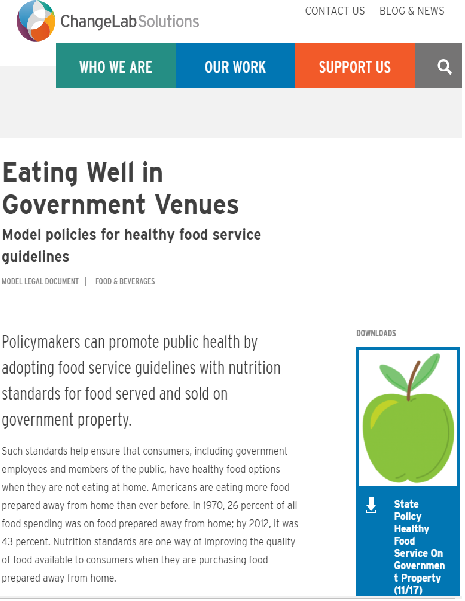 ChangeLabSolutions
CONTACT US BLOG & NEWS
WHO WE ARE OUR WORK SUPPORT US
Eating Well in
Government Venues
Model policies for healthy food service
guidelines
MODEL LEGAL DOCUMENT | FOOD & BEVERAGES
Policymakers can promote public health by
adopting food service guidelines with nutrition
standards for food served and sold on
government property.
Such standards help ensure that consumers, including government
employees and members of the public, have healthy food options
when they are not eating at home. Americans are eating more food
prepared away from home than ever before. In 1970, 26 percent of all
food spending was on food prepared away from home; by 2012, it was
43 percent. Nutrition standards are one way of improving the quality
of food available to consumers when they are purchasing food
prepared away from home.
DOWNLOADS
State
Policy
Healthy
Food
Service On
Governmen
t Property
(11/17)